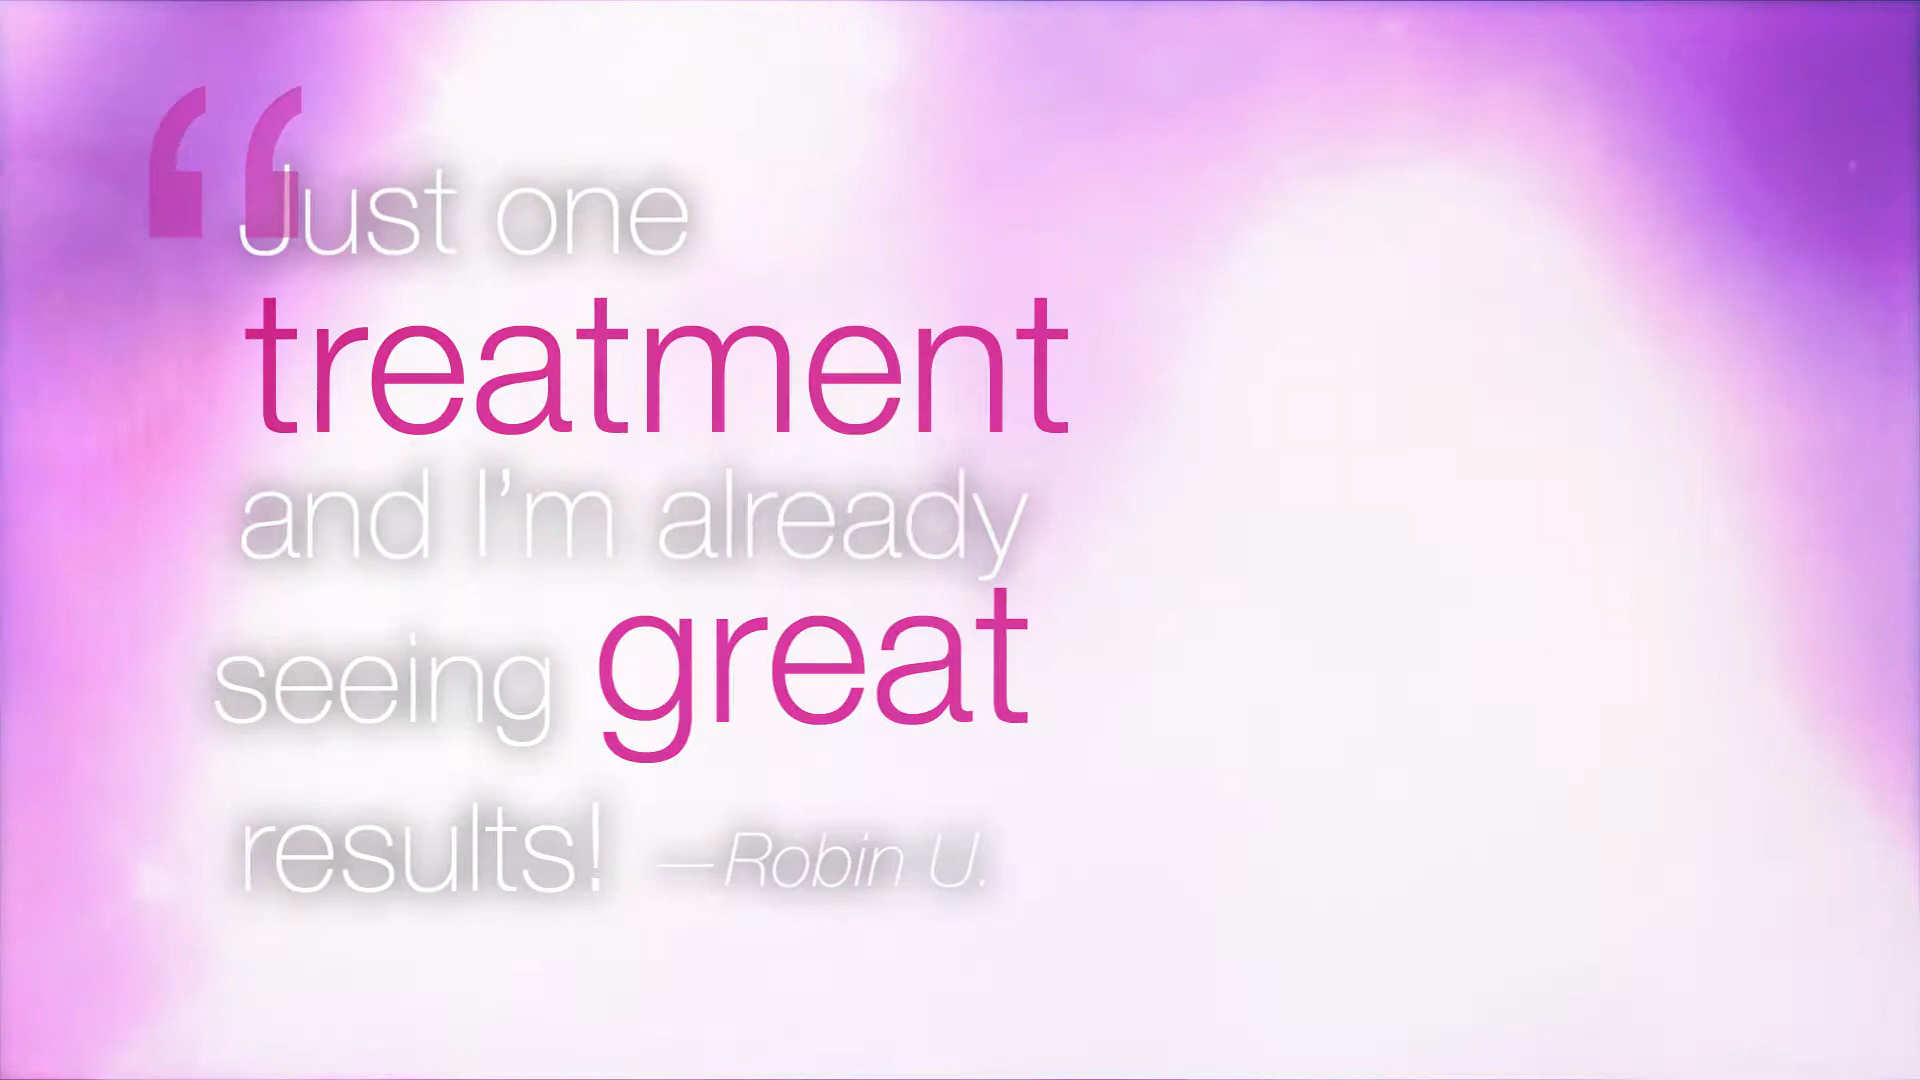 “Just one
treatment
and I’m already
seeing great
results! —Robin U.